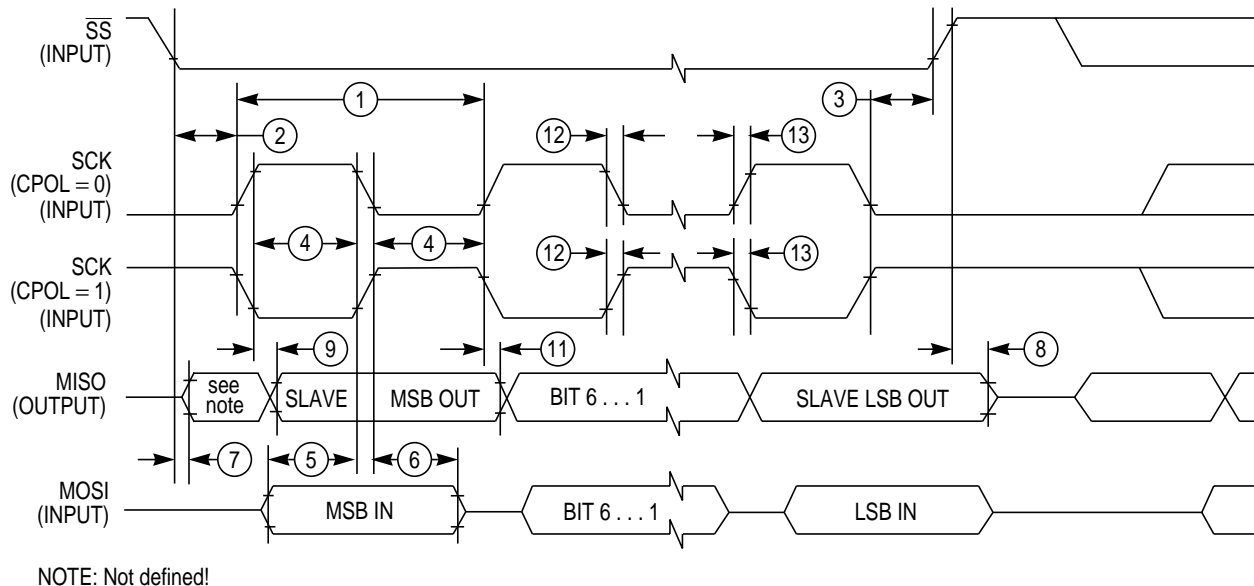 SS
(INPUT)
1
3
2
12
13
SCK
(CPOL = 0)
(INPUT)
4
4
SCK
(CPOL = 1)
(INPUT)
12
13
9
11
8
MISO
(OUTPUT)
see
note
SLAVE
MSB OUT
BIT 6 . . . 1
SLAVE LSB OUT
7
5
6
MOSI
(INPUT)
MSB IN
BIT 6 . . . 1
LSB IN
NOTE: Not defined!